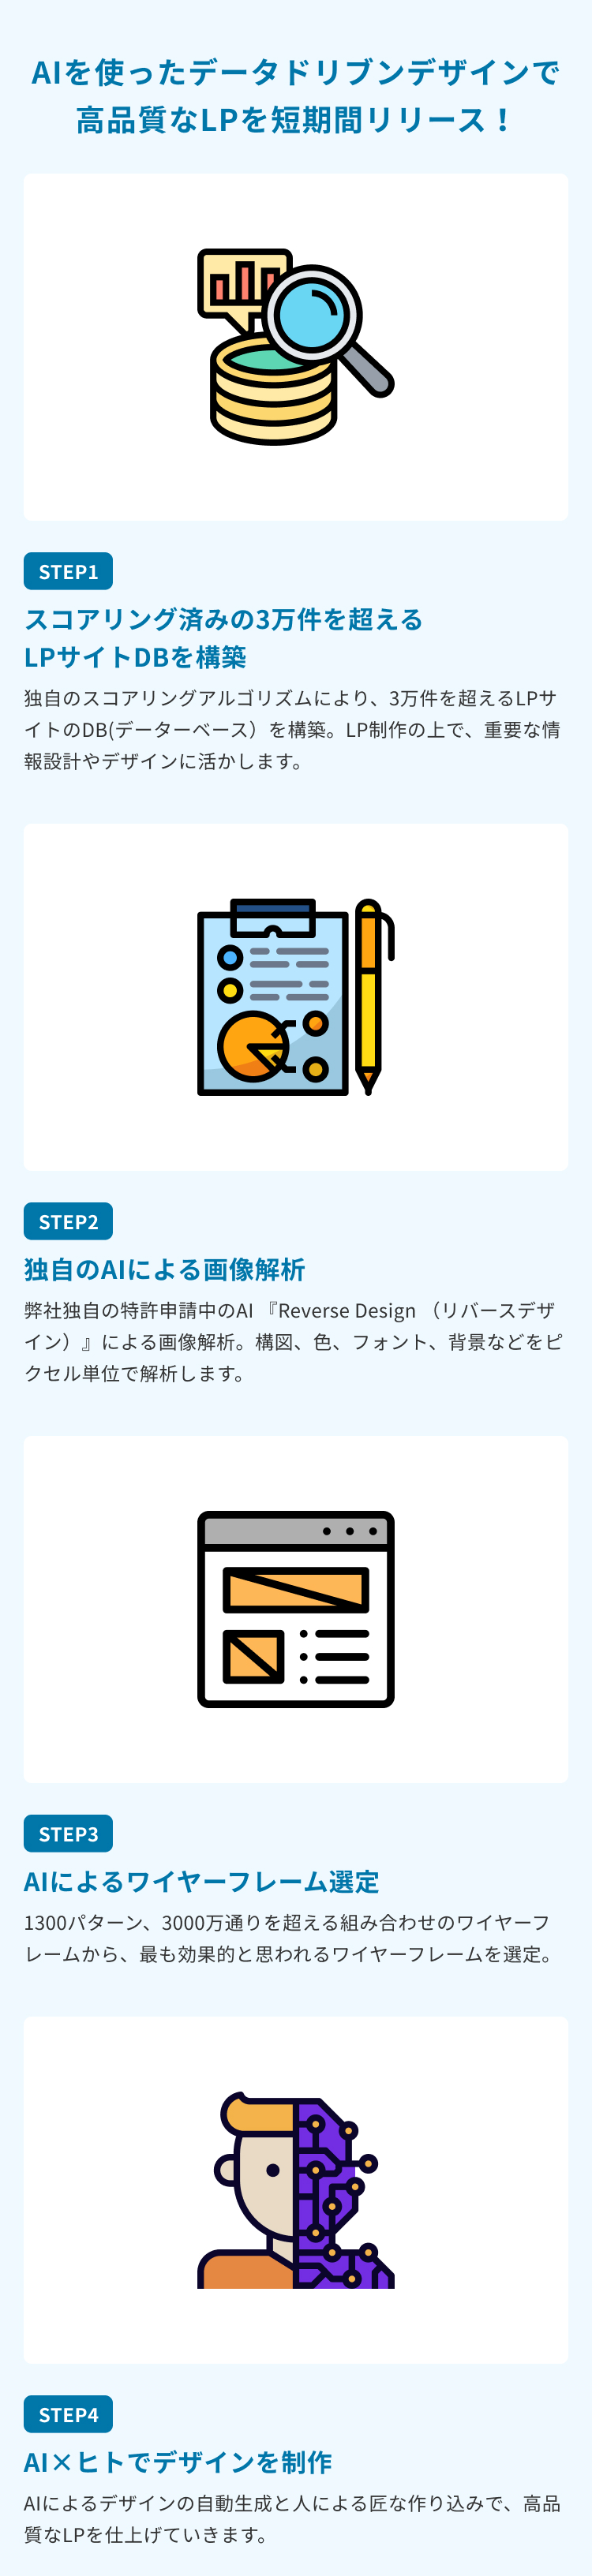 AIを使ったデータドリブンデザインで
高品質なLPを短期間リリース！
STEP1
スコアリング済みの3万件を超える
LPサイトDBを構築
独自のスコアリングアルゴリズムにより、3万件を超えるLPサ
イトのDB(データーベース）を構築。LP制作の上で、重要な情
報設計やデザインに活かします。
STEP2
独自のAIによる画像解析
弊社独自の特許申請中のAI 『Reverse Design （リバースデザ
イン）』による画像解析。構図、色、フォント、背景などをピ
クセル単位で解析します。
STEP3
AIによるワイヤーフレーム選定
1300パターン、3000万通りを超える組み合わせのワイヤーフ
レームから、最も効果的と思われるワイヤーフレームを選定。
STEP4
AI×ヒトでデザインを制作
AIによるデザインの自動生成と人による匠な作り込みで、高品
質なLPを仕上げていきます。